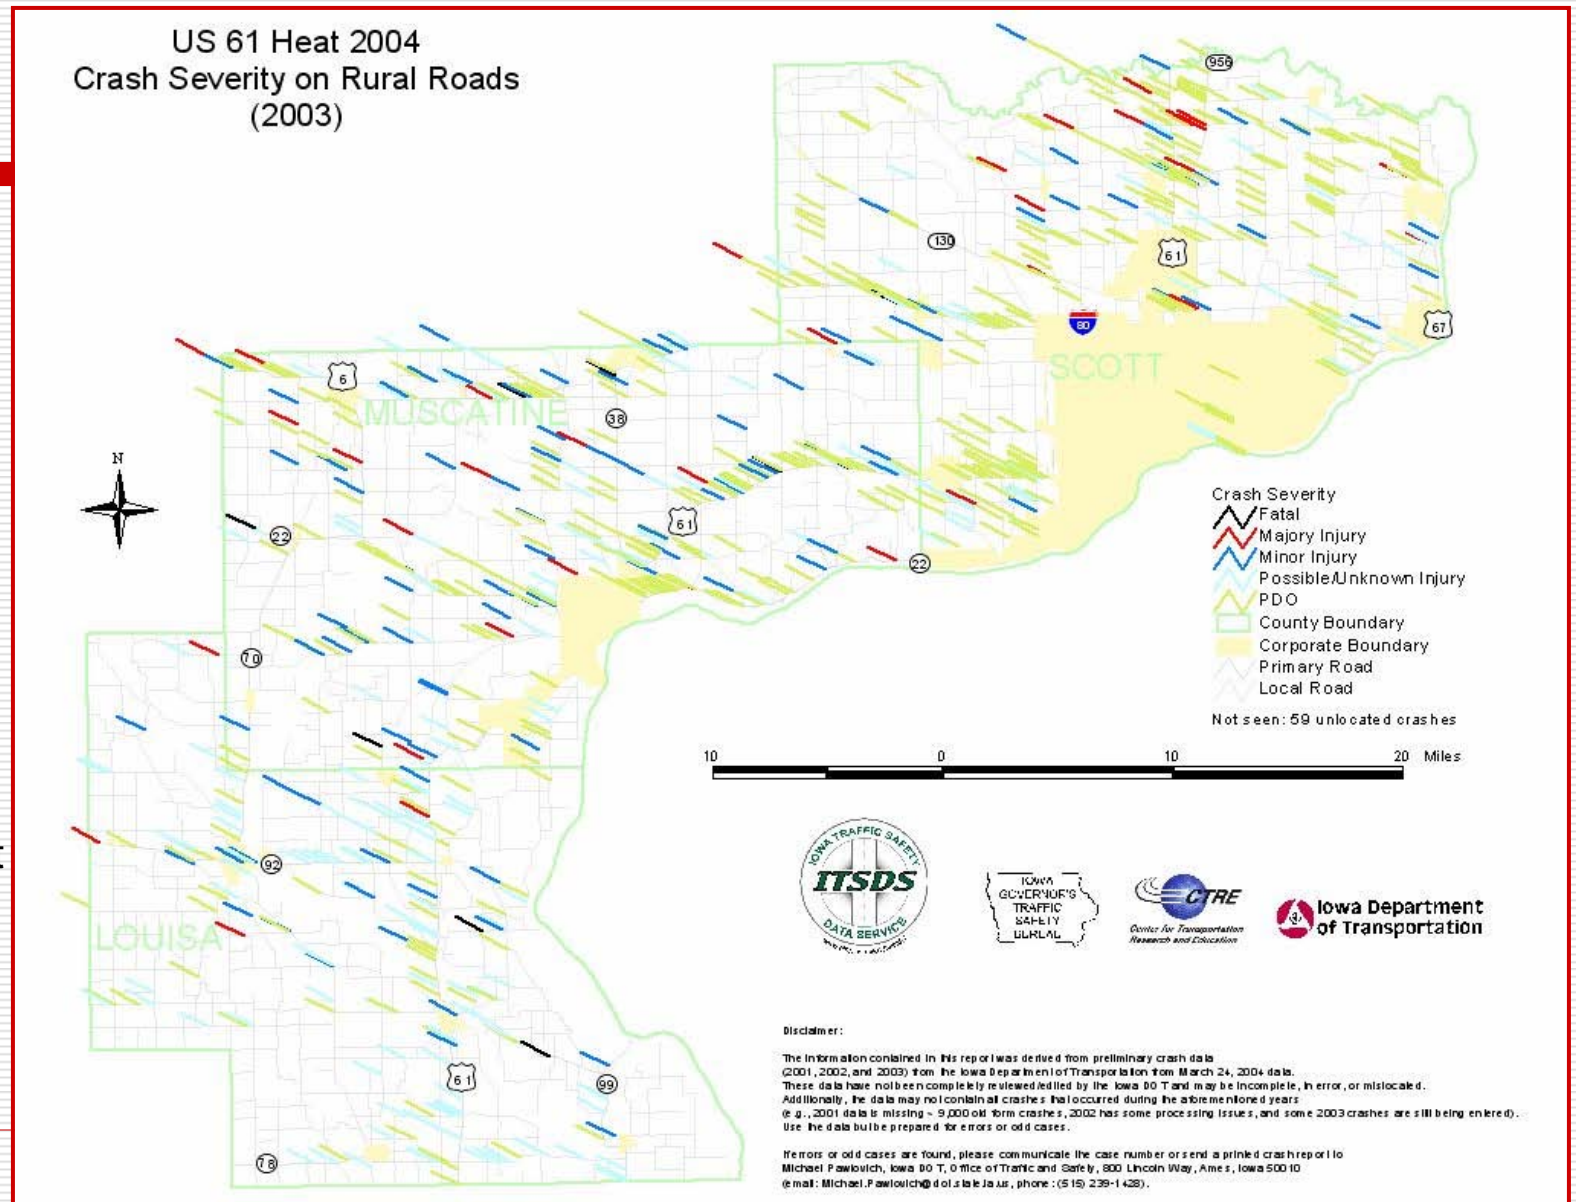 US 61 Heat 2004
Crash Severity on Rural Roads
(2003)
956
130
61
80
67
SCOTT
6
MUSCATINE
38
N
61
22
22
70
Crash Severity
Fatal
Majory Injury
Minor Injury
Possible/Unknown Injury
PDO
County Boundary
Corporate Boundary
Primary Road
Local Road
Not seen: 59 unlocated crashes
10 0 10 20 Miles
92
LOUISA
61
99
78
IOWA TRAFFIC SAFETY
ITSDS
DATA SERVICE
IOWA
GOVERNOR'S
TRAFFIC
SAFETY
BUREAU
CTRE
Center for Transportation
Research and Education
Iowa Department
of Transportation
Disclaimer:
The information contained in this report was derived from preliminary crash data
(2001, 2002, and 2003) from the Iowa Department of Transportation from March 24, 2004 data.
These data have not been completely reviewed/edited by the Iowa DOT and may be incomplete, in error, or mislocated.
Additionally, the data may not contain all crashes that occurred during the aforementioned years
(e.g., 2001 data is missing ~ 9,000 old form crashes, 2002 has some processing issues, and some 2003 crashes are still being entered).
Use the data but be prepared for errors or odd cases.
If errors or odd cases are found, please communicate the case number or send a printed crash report to
Michael Pawlovich, Iowa DOT, Office of Traffic and Safety, 800 Lincoln Way, Ames, Iowa 50010
(email: Michael.Pawlovich@dot.state.ia.us, phone: (515) 239-1428).